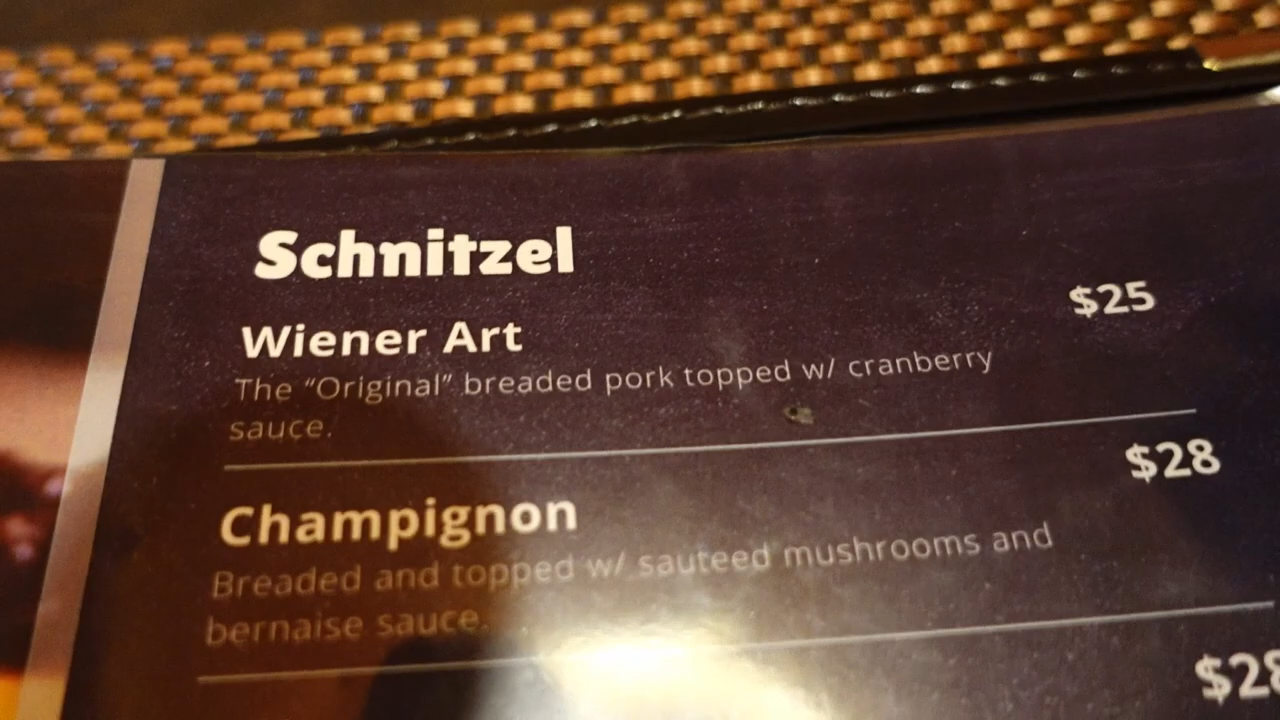 Schnitzel
$25
Wiener Art
The “Original” breaded pork topped w/ cranberry
sauce.
$28
Champignon
Breaded and topped w/ sauteed mushrooms and
bernaise sauce.
$28